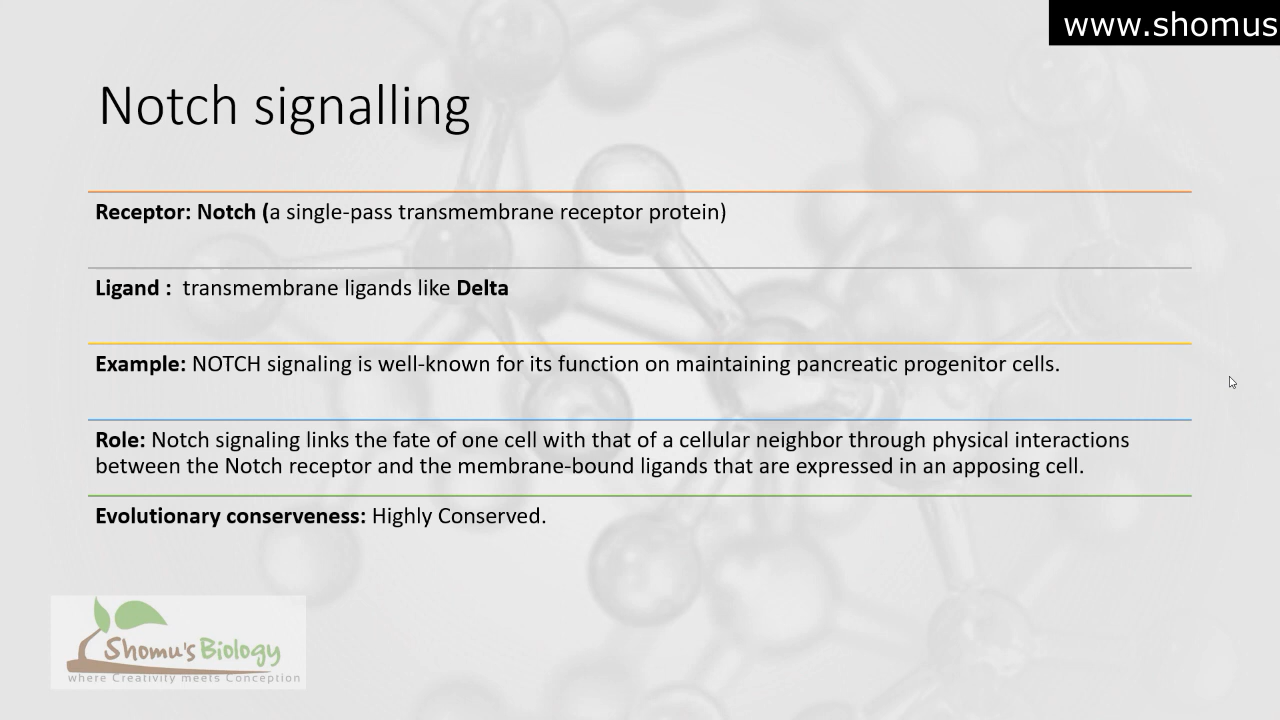 www.shomus
Notch signalling
Receptor: Notch (a single-pass transmembrane receptor protein)
Ligand : transmembrane ligands like Delta
Example: NOTCH signaling is well-known for its function on maintaining pancreatic progenitor cells.
Role: Notch signaling links the fate of one cell with that of a cellular neighbor through physical interactions
between the Notch receptor and the membrane-bound ligands that are expressed in an apposing cell.
Evolutionary conserveness: Highly Conserved.
Shomu's Biology
where Creativity meets Conception